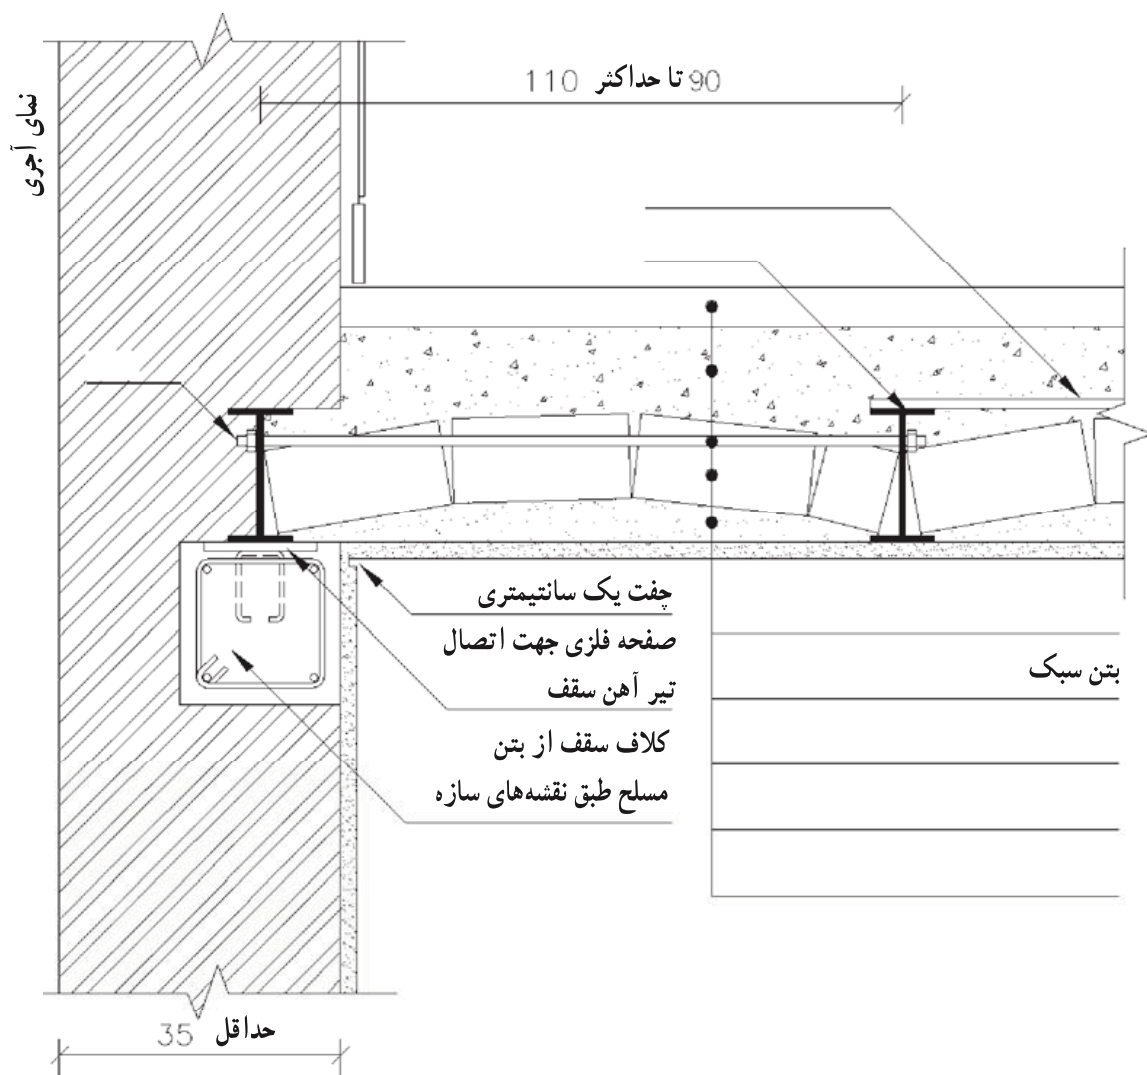 90 تا حداکثر 110
نمای آجری
چفت یک سانتیمتری
صفحه فلزی جهت اتصال
تیر آهن سقف
کلاف سقف از بتن
مسلح طبق نقشه‌های سازه
بتن سبک
حداقل 35